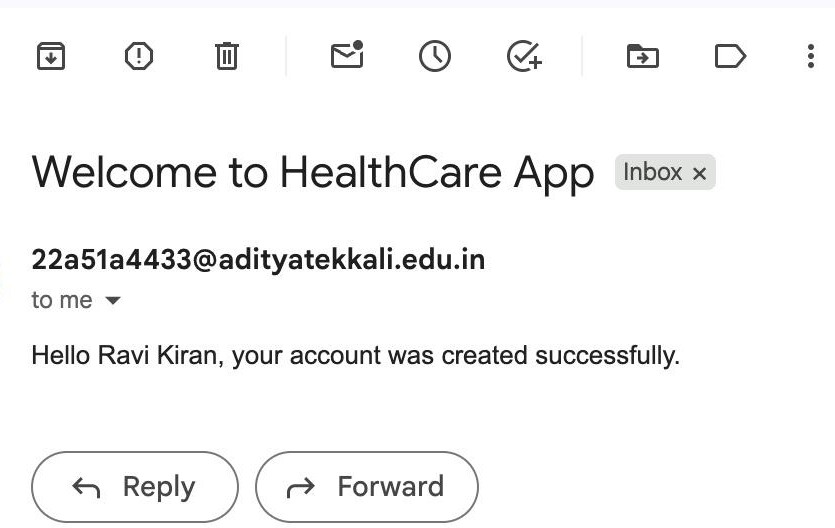 Welcome to HealthCare App Inbox ×
22a51a4433@adityatekkali.edu.in
to me
Hello Ravi Kiran, your account was created successfully.
Reply Forward